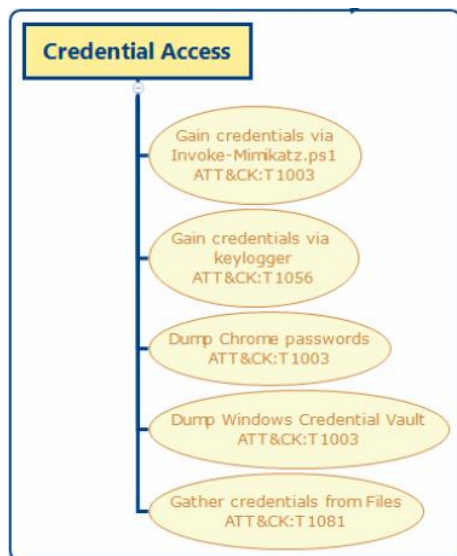 Credential Access
Gain credentials via
Invoke-Mimikatz.ps1
ATT&CK:T1003
Gain credentials via
keylogger
ATT&CK:T1056
Dump Chrome passwords
ATT&CK:T1003
Dump Windows Credential Vault
ATT&CK:T1003
Gather credentials from Files
ATT&CK:T1081